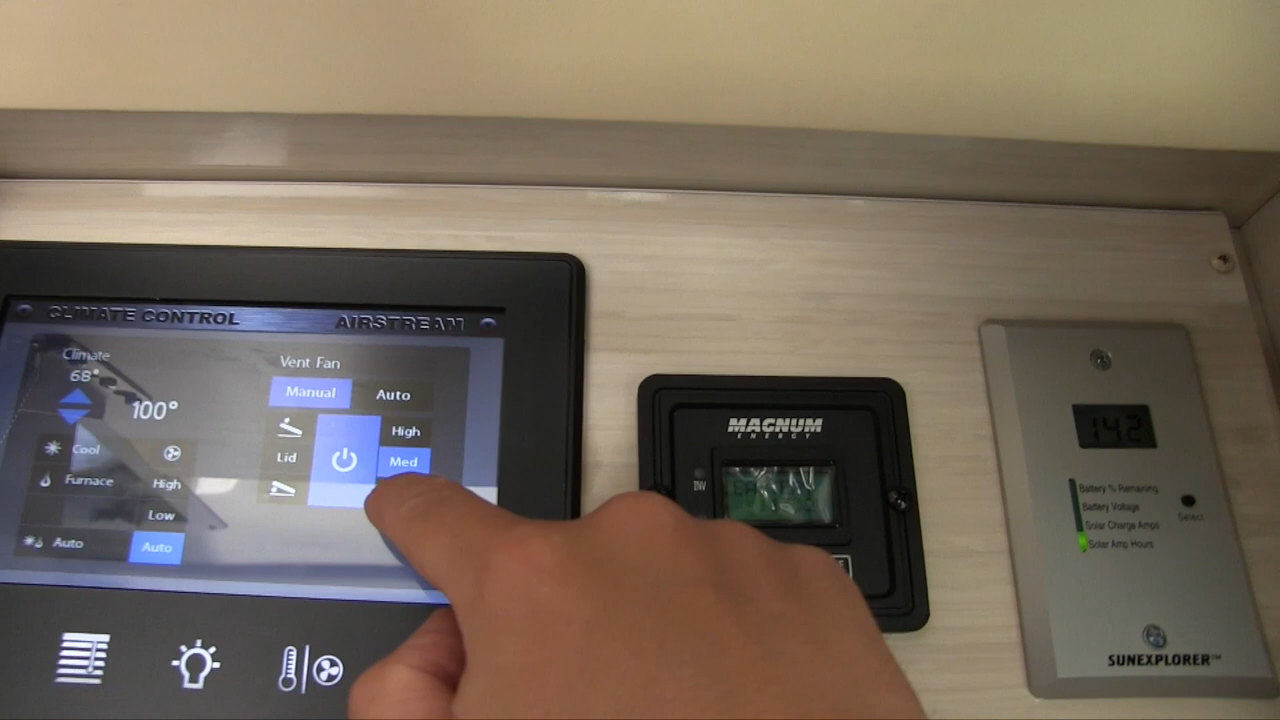 CLIMATE CONTROL
AIRSTREAM
Climate
68°
100°
Cool
Furnace
High
Low
Auto
Auto
Vent Fan
Manual
Auto
High
Lid
Med
MAGNUM
ENERGY
INV
142
Battery % Remaining
Battery Voltage
Solar Charge Amps
Solar Amp Hours
Select
SUNEXPLORER™